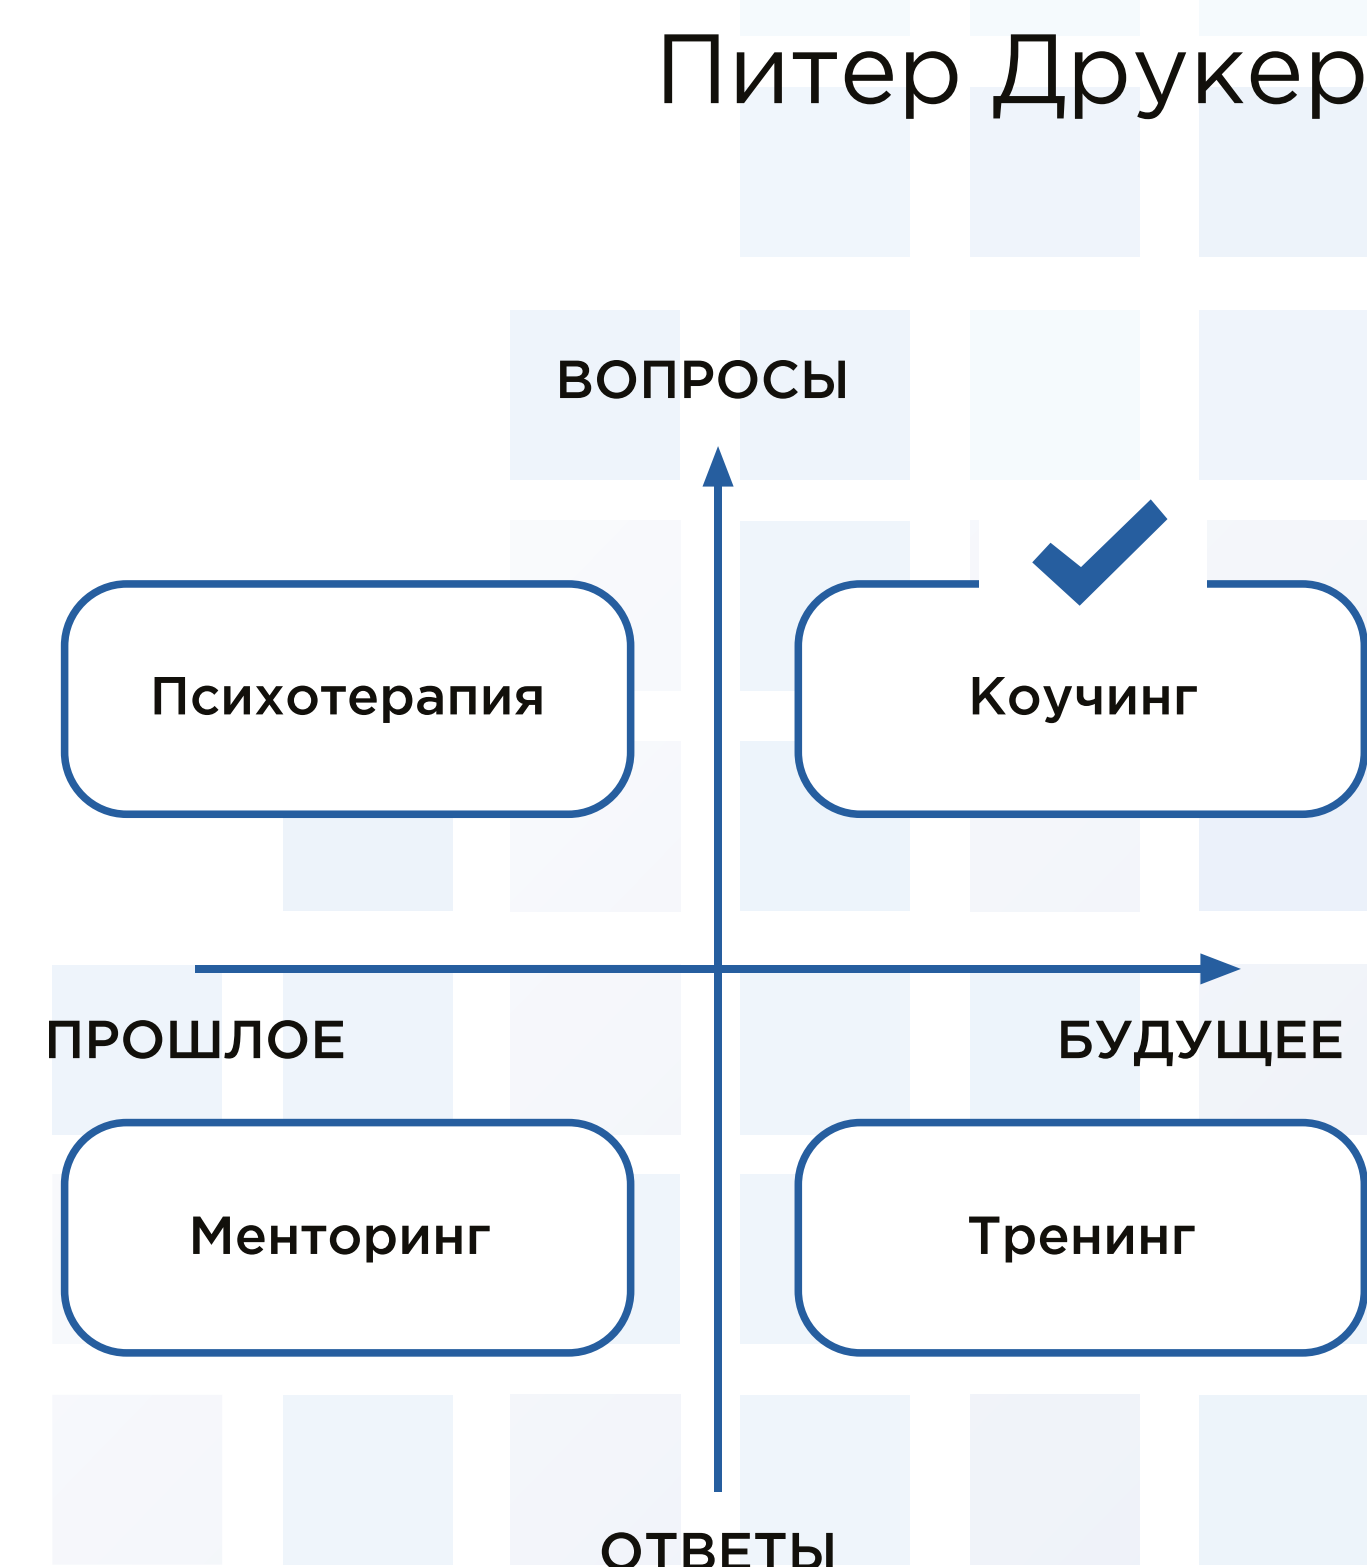 Питер Друкер
ВОПРОСЫ
Психотерапия
Коучинг
ПРОШЛОЕ
БУДУЩЕЕ
Менторинг
Тренинг
ОТВЕТЫ